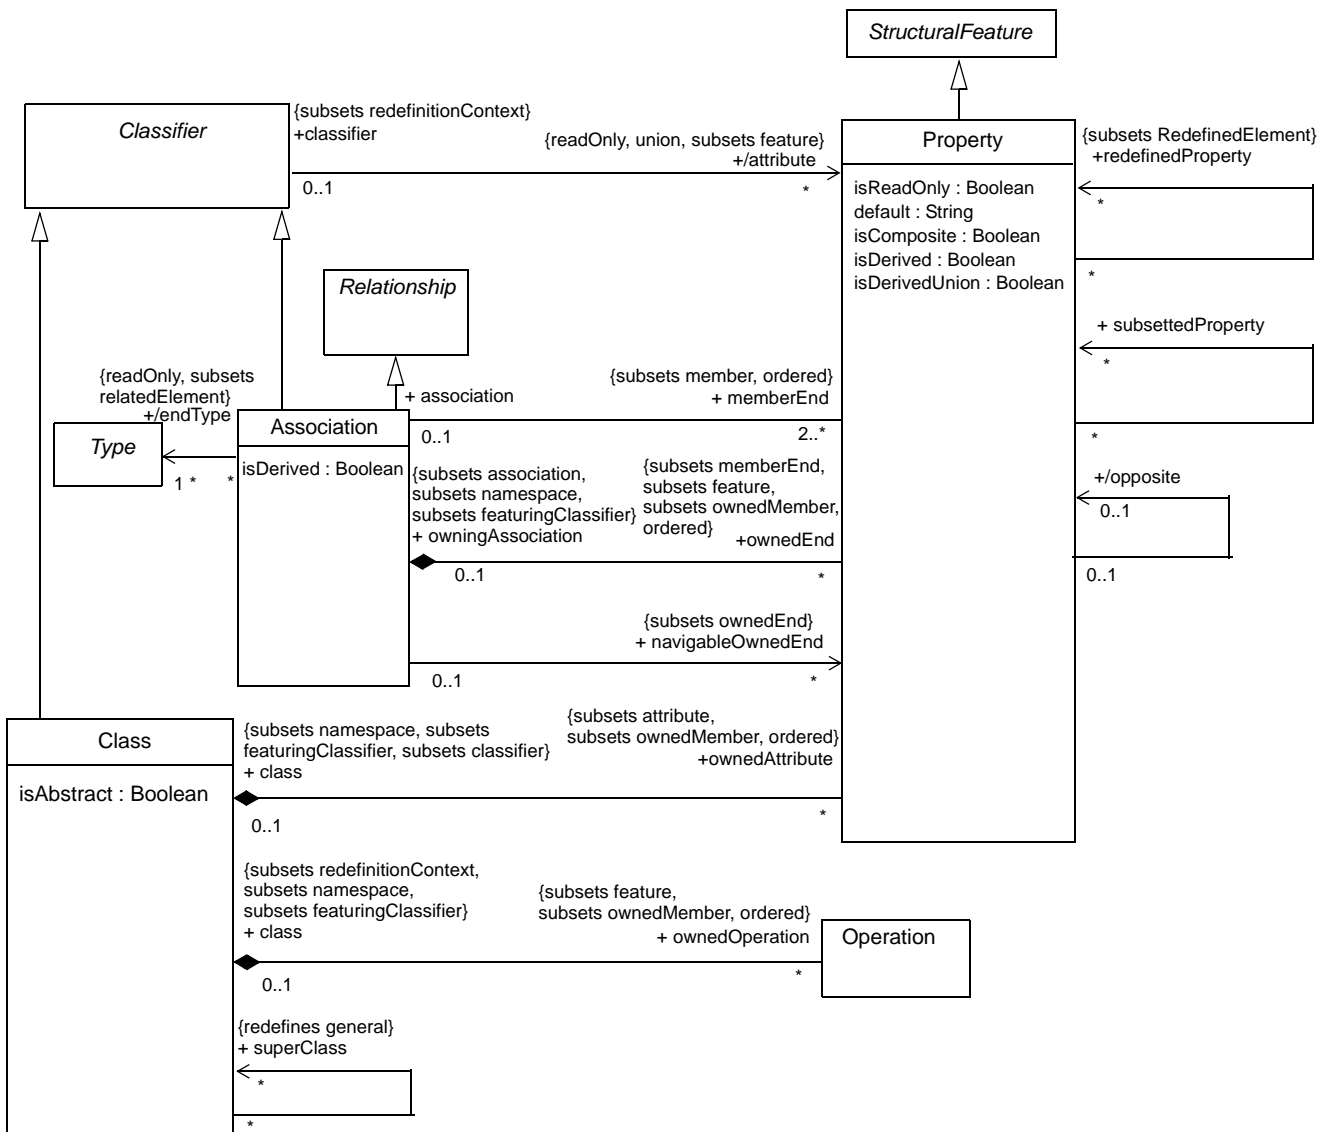 StructuralFeature
Classifier
{subsets redefinitionContext}
+classifier
0..1
{readOnly, union, subsets feature}
+/attribute
*
Property
isReadOnly : Boolean
default : String
isComposite : Boolean
isDerived : Boolean
isDerivedUnion : Boolean
{subsets RedefinedElement}
+redefinedProperty
*
*
+ subsettedProperty
*
*
+/opposite
0..1
0..1
Relationship
{readOnly, subsets
relatedElement}
+/endType
Type
1 *
*
Association
isDerived : Boolean
+ association
0..1
{subsets member, ordered}
+ memberEnd
2..*
{subsets association,
subsets namespace,
subsets featuringClassifier}
+ owningAssociation
0..1
{subsets memberEnd,
subsets feature,
subsets ownedMember,
ordered}
+ownedEnd
*
{subsets ownedEnd}
+ navigableOwnedEnd
0..1
*
Class
isAbstract : Boolean
{subsets namespace, subsets
featuringClassifier, subsets classifier}
+ class
0..1
{subsets attribute,
subsets ownedMember, ordered}
+ownedAttribute
*
{subsets redefinitionContext,
subsets namespace,
subsets featuringClassifier}
+ class
0..1
{subsets feature,
subsets ownedMember, ordered}
+ ownedOperation
*
Operation
{redefines general}
+ superClass
*
*